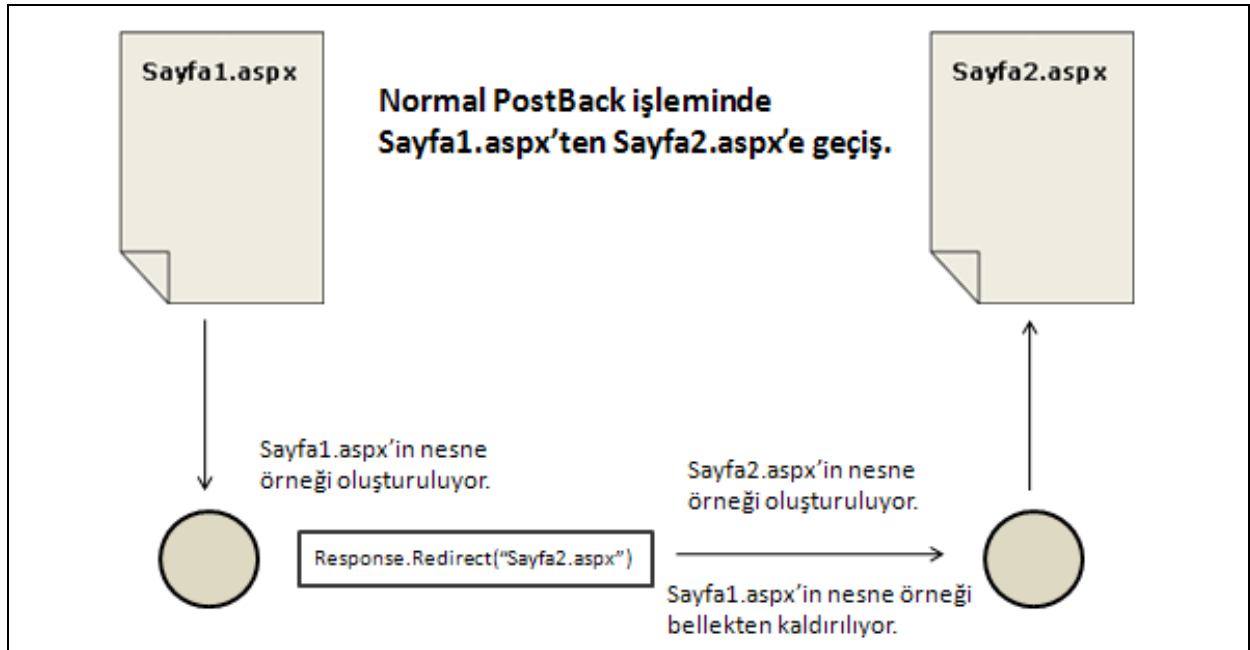 Sayfa1.aspx
Sayfa2.aspx
Normal PostBack işleminde
Sayfa1.aspx’ten Sayfa2.aspx’e geçiş.
Sayfa1.aspx’in nesne
örneği oluşturuluyor.
Sayfa2.aspx’in nesne
örneği oluşturuluyor.
Response.Redirect(“Sayfa2.aspx”)
Sayfa1.aspx’in nesne örneği
bellekten kaldırılıyor.